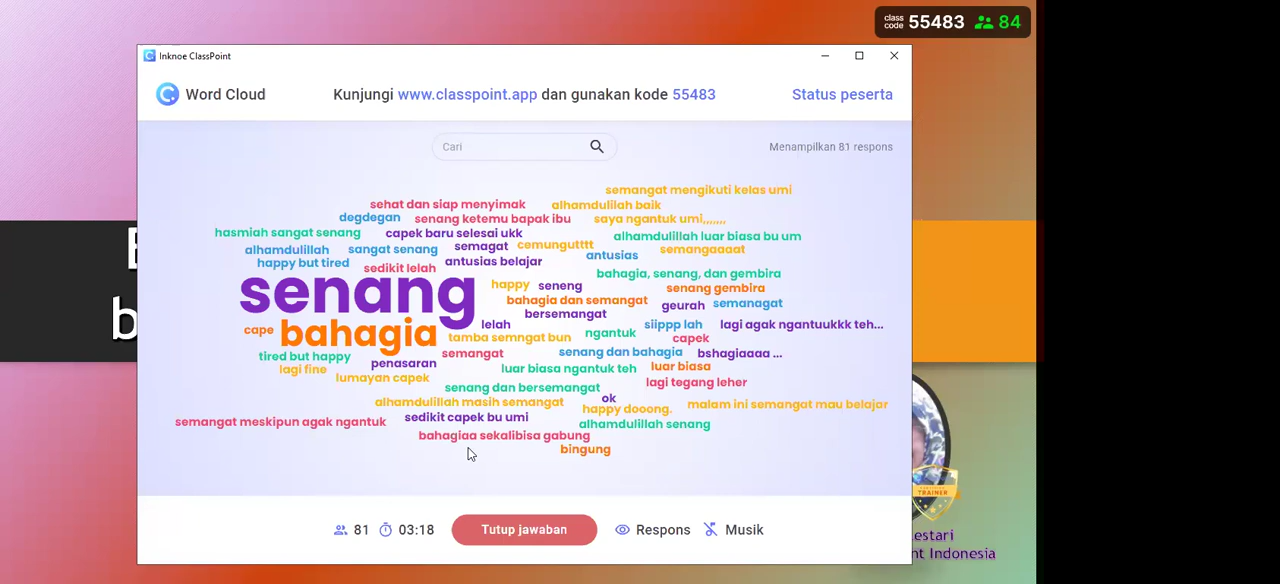 class code 55483 84
Inknoe ClassPoint
Word Cloud
Kunjungi www.classpoint.app dan gunakan kode 55483
Status peserta
Cari
Menampilkan 81 respons
semangat mengikuti kelas umi
sehat dan siap menyimak
alhamdulilah baik
degdegan
senang ketemu bapak ibu
saya ngantuk umi,,,,,,,
hasmiah sangat senang
capek baru selesai ukk
alhamdulillah luar biasa bu um
alhamdulillah
sangat senang
semagat
cemungutttt
semangaaaat
antusias
happy but tired
sedikit lelah
antusias belajar
bahagia, senang, dan gembira
senang
happy
seneng
senang gembira
bahagia dan semangat
geurah
semanagat
bersemangat
cape
bahagia
lelah
siippp lah
lagi agak ngantuukkk teh...
tamba semngat bun
ngantuk
capek
tired but happy
semangat
senang dan bahagia
bshagiaaaa ...
lagi fine
penasaran
luar biasa ngantuk teh
luar biasa
lumayan capek
senang dan bersemangat
lagi tegang leher
alhamdulillah masih semangat
ok
happy dooong.
malam ini semangat mau belajar
semangat meskipun agak ngantuk
sedikit capek bu umi
alhamdulillah senang
bahagiaa sekalibisa gabung
bingung
81 03:18
Tutup jawaban
Respons
Musik
b
TRAINER
estari
nt Indonesia